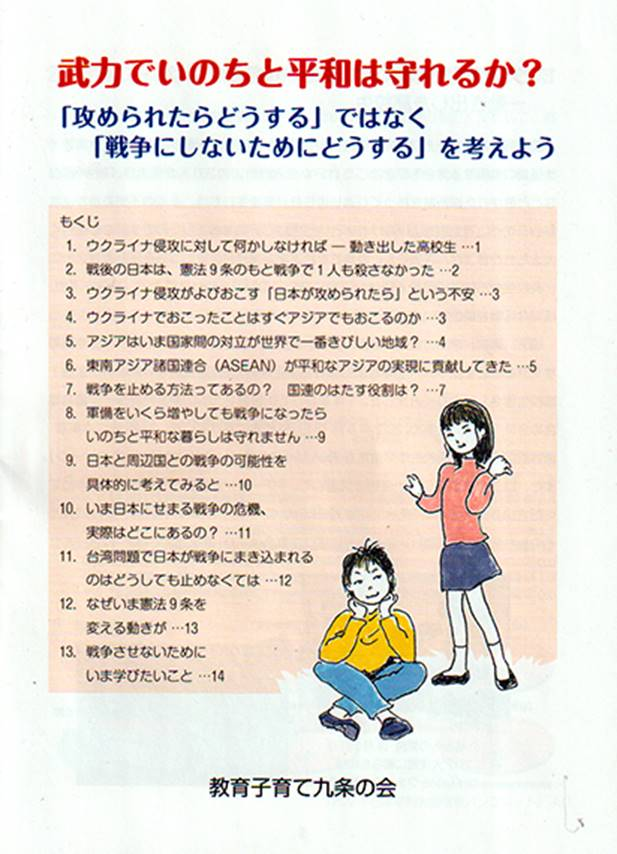 武力でいのちと平和は守れるか？
「攻められたらどうする」ではなく
「戦争にしないためにどうする」を考えよう
もくじ
1. ウクライナ侵攻に対して何かしなければ ― 動き出した高校生 …1
2. 戦後の日本は、憲法９条のもと戦争で１人も殺さなかった …2
3. ウクライナ侵攻がよびおこす「日本が攻められたら」という不安 …3
4. ウクライナでおこったことはすぐアジアでもおこるのか …3
5. アジアはいま国家間の対立が世界で一番きびしい地域？ …4
6. 東南アジア諸国連合（ASEAN）が平和なアジアの実現に貢献してきた …5
7. 戦争を止める方法ってあるの？　国連のはたす役割は？ …7
8. 軍備をいくら増やしても戦争になったら
いのちと平和な暮らしは守れません …9
9. 日本と周辺国との戦争の可能性を
具体的に考えてみると …10
10. いま日本にせまる戦争の危機、
実際はどこにあるの？ …11
11. 台湾問題で日本が戦争にまき込まれる
のはどうしても止めなくては …12
12. なぜいま憲法９条を
変える動きが …13
13. 戦争させないために
いま学びたいこと …14
教育子育て九条の会